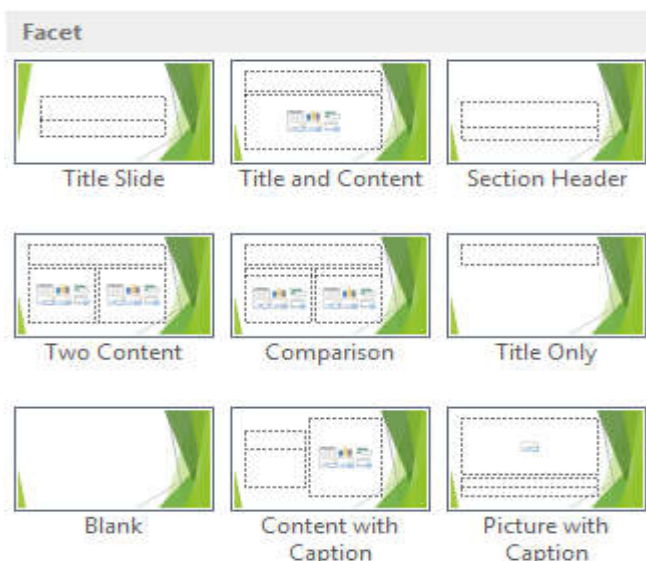 Facet
Title Slide
Title and Content
Section Header
Two Content
Comparison
Title Only
Blank
Content with
Caption
Picture with
Caption